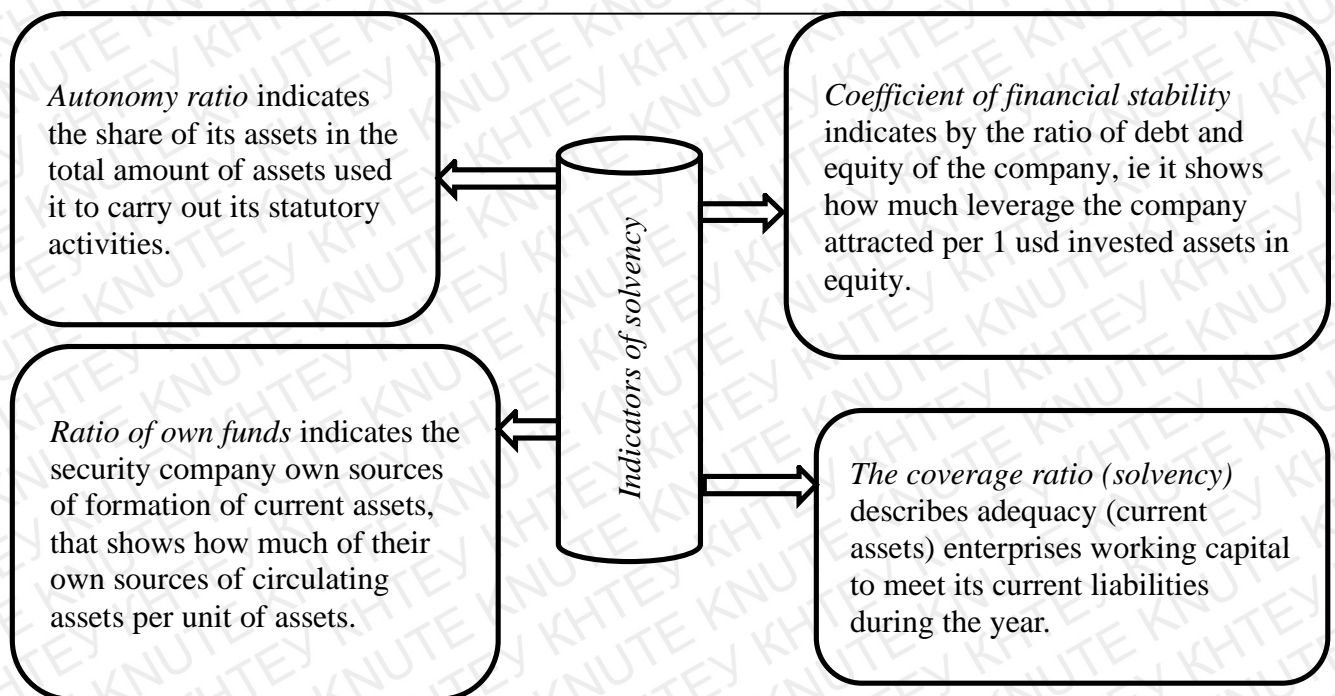 Autonomy ratio indicates
the share of its assets in the
total amount of assets used
it to carry out its statutory
activities.
Coefficient of financial stability
indicates by the ratio of debt and
equity of the company, ie it shows
how much leverage the company
attracted per 1 usd invested assets in
equity.
Indicators of solvency
Ratio of own funds indicates the
security company own sources
of formation of current assets,
that shows how much of their
own sources of circulating
assets per unit of assets.
The coverage ratio (solvency)
describes adequacy (current
assets) enterprises working capital
to meet its current liabilities
during the year.